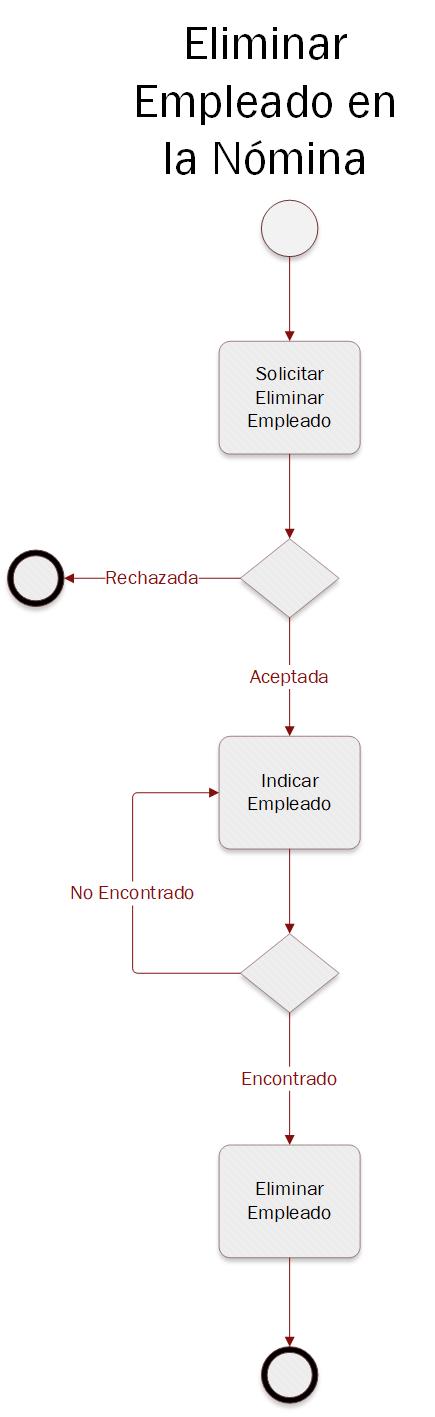 Eliminar
Empleado en
la Nómina
Solicitar
Eliminar
Empleado
Rechazada
Aceptada
Indicar
Empleado
No Encontrado
Encontrado
Eliminar
Empleado